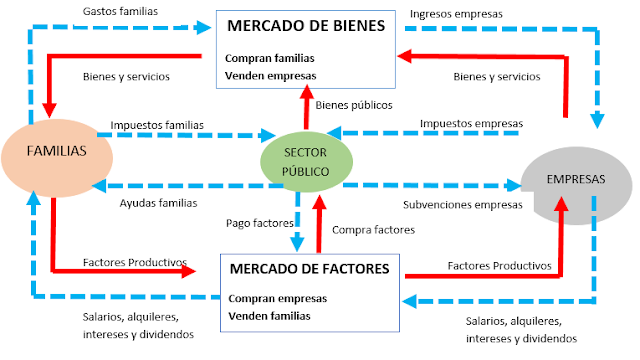 Gastos familias
MERCADO DE BIENES
Ingresos empresas
Compran familias
Venden empresas
Bienes y servicios
Bienes y servicios
Bienes públicos
Impuestos familias
Impuestos empresas
FAMILIAS
SECTOR
PÚBLICO
EMPRESAS
Ayudas familias
Subvenciones empresas
Pago factores
Compra factores
Factores Productivos
MERCADO DE FACTORES
Factores Productivos
Compran empresas
Venden familias
Salarios, alquileres,
intereses y dividendos
Salarios, alquileres,
intereses y dividendos